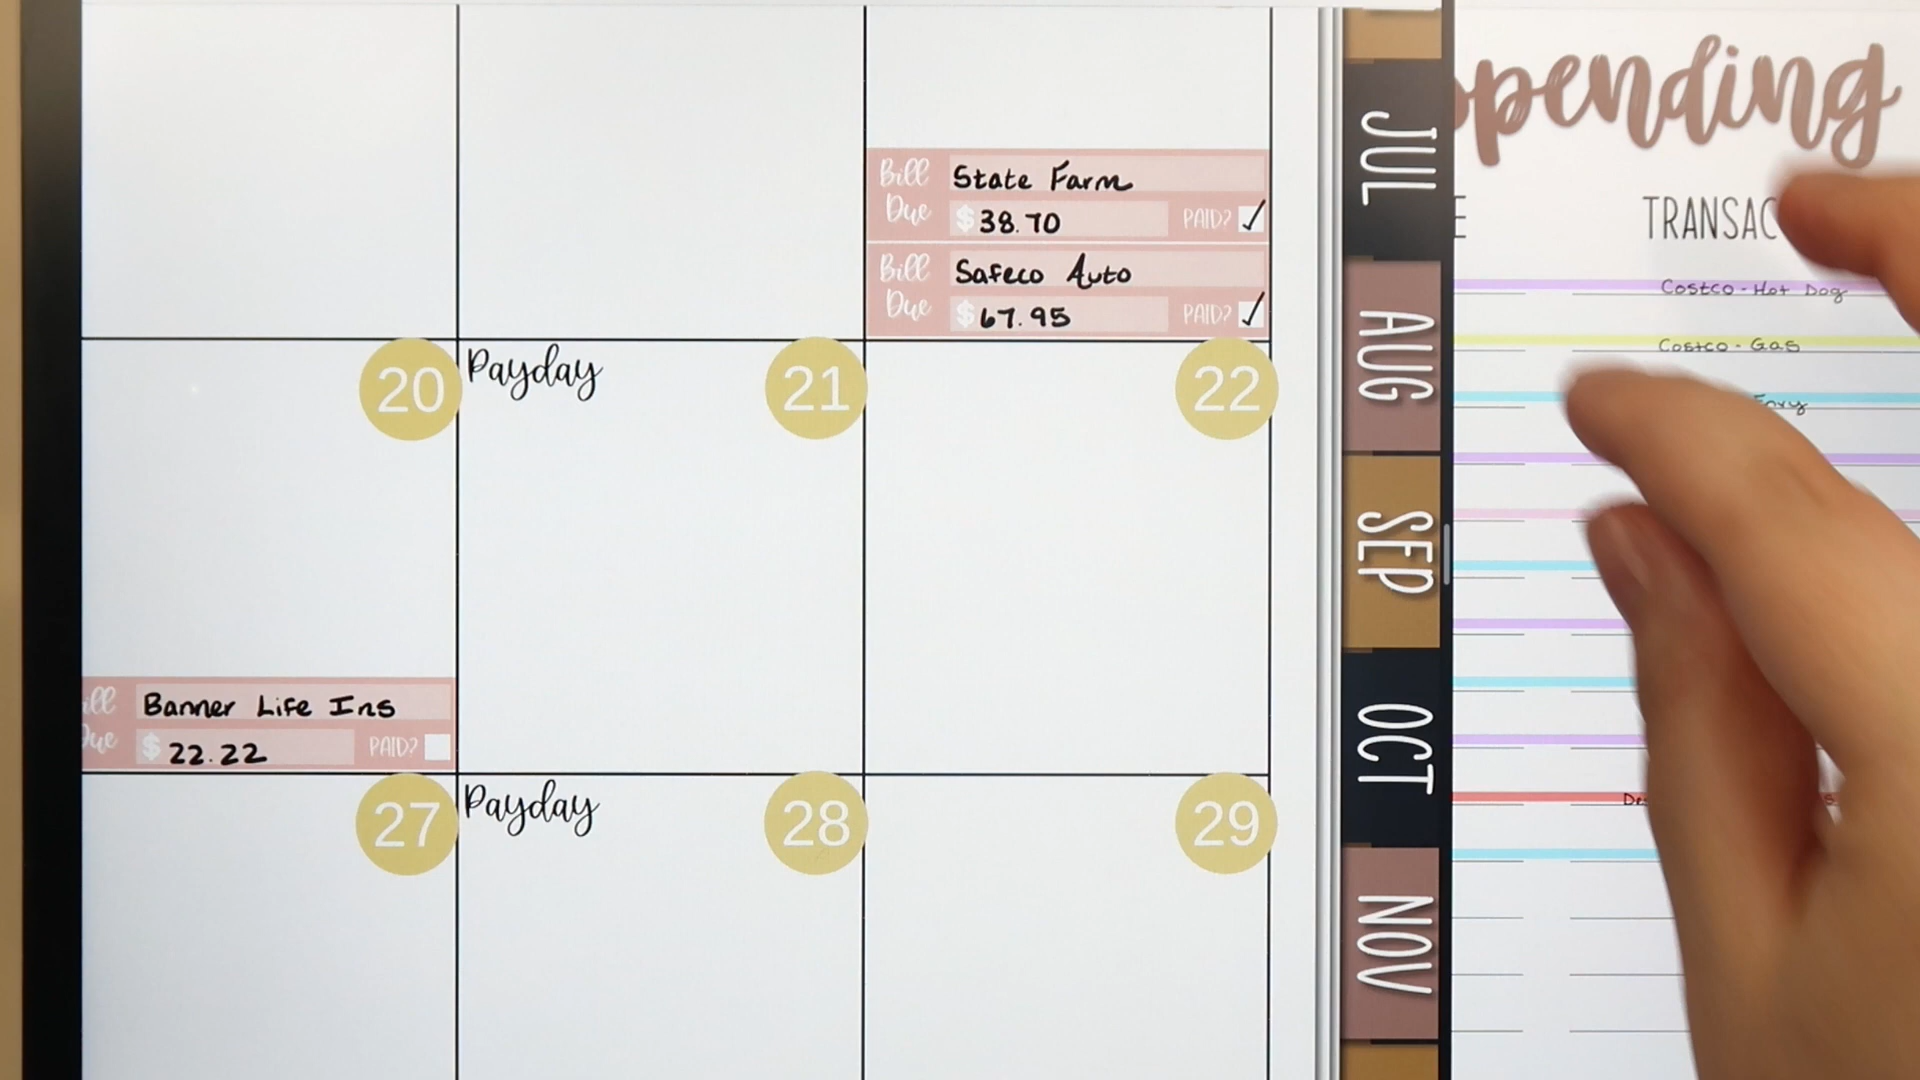 Bill State Farm
Due $ 38.70 PAID? ✓
Bill Safeco Auto
Due $ 67.95 PAID? ✓
20 Payday 21 22
Banner Life Ins
$ 22.22 PAID?
27 Payday 28 29
JUL
AUG
SEP
OCT
NOV
Spending
TRANSAC
Costco - Hot Dog
Costco - Gas